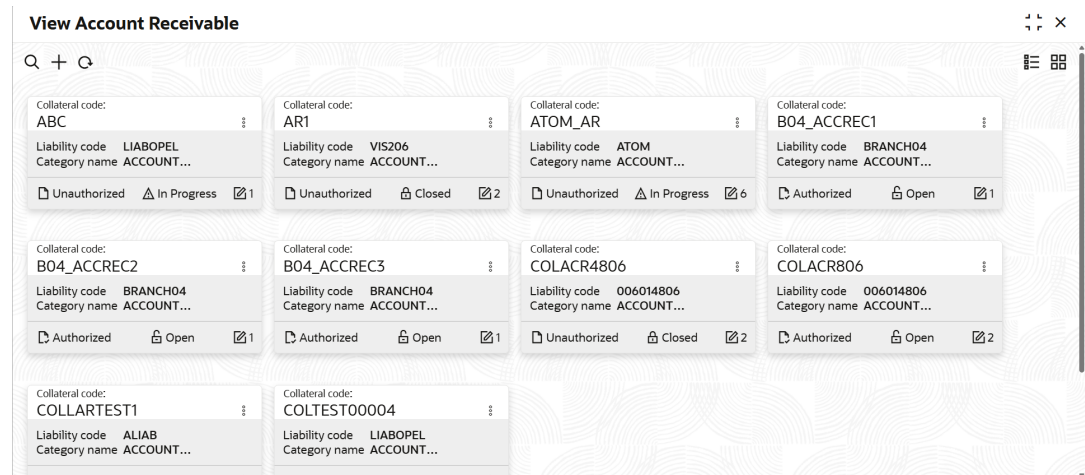 View Account Receivable
Collateral code:
ABC
Liability code LIABOPEL
Category name ACCOUNT...
Unauthorized In Progress 1
Collateral code:
AR1
Liability code VIS206
Category name ACCOUNT...
Unauthorized Closed 2
Collateral code:
ATOM_AR
Liability code ATOM
Category name ACCOUNT...
Unauthorized In Progress 6
Collateral code:
B04_ACCREC1
Liability code BRANCH04
Category name ACCOUNT...
Authorized Open 1
Collateral code:
B04_ACCREC2
Liability code BRANCH04
Category name ACCOUNT...
Authorized Open 1
Collateral code:
B04_ACCREC3
Liability code BRANCH04
Category name ACCOUNT...
Authorized Open 1
Collateral code:
COLACR4806
Liability code 006014806
Category name ACCOUNT...
Unauthorized Closed 2
Collateral code:
COLACR806
Liability code 006014806
Category name ACCOUNT...
Authorized Open 2
Collateral code:
COLLARTEST1
Liability code ALIAB
Category name ACCOUNT...
Collateral code:
COLTEST00004
Liability code LIABOPEL
Category name ACCOUNT...